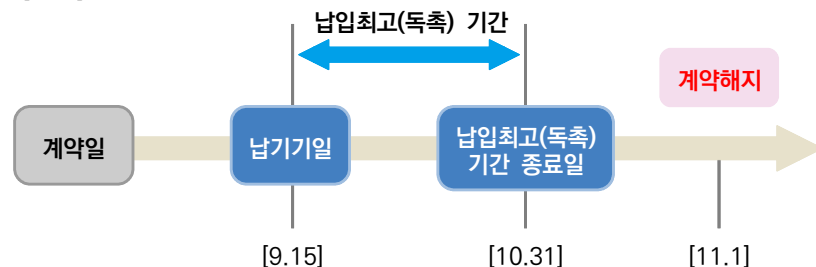 납입최고(독촉) 기간
계약해지
계약일
납기기일
납입최고(독촉)
기간 종료일
[9.15]
[10.31]
[11.1]